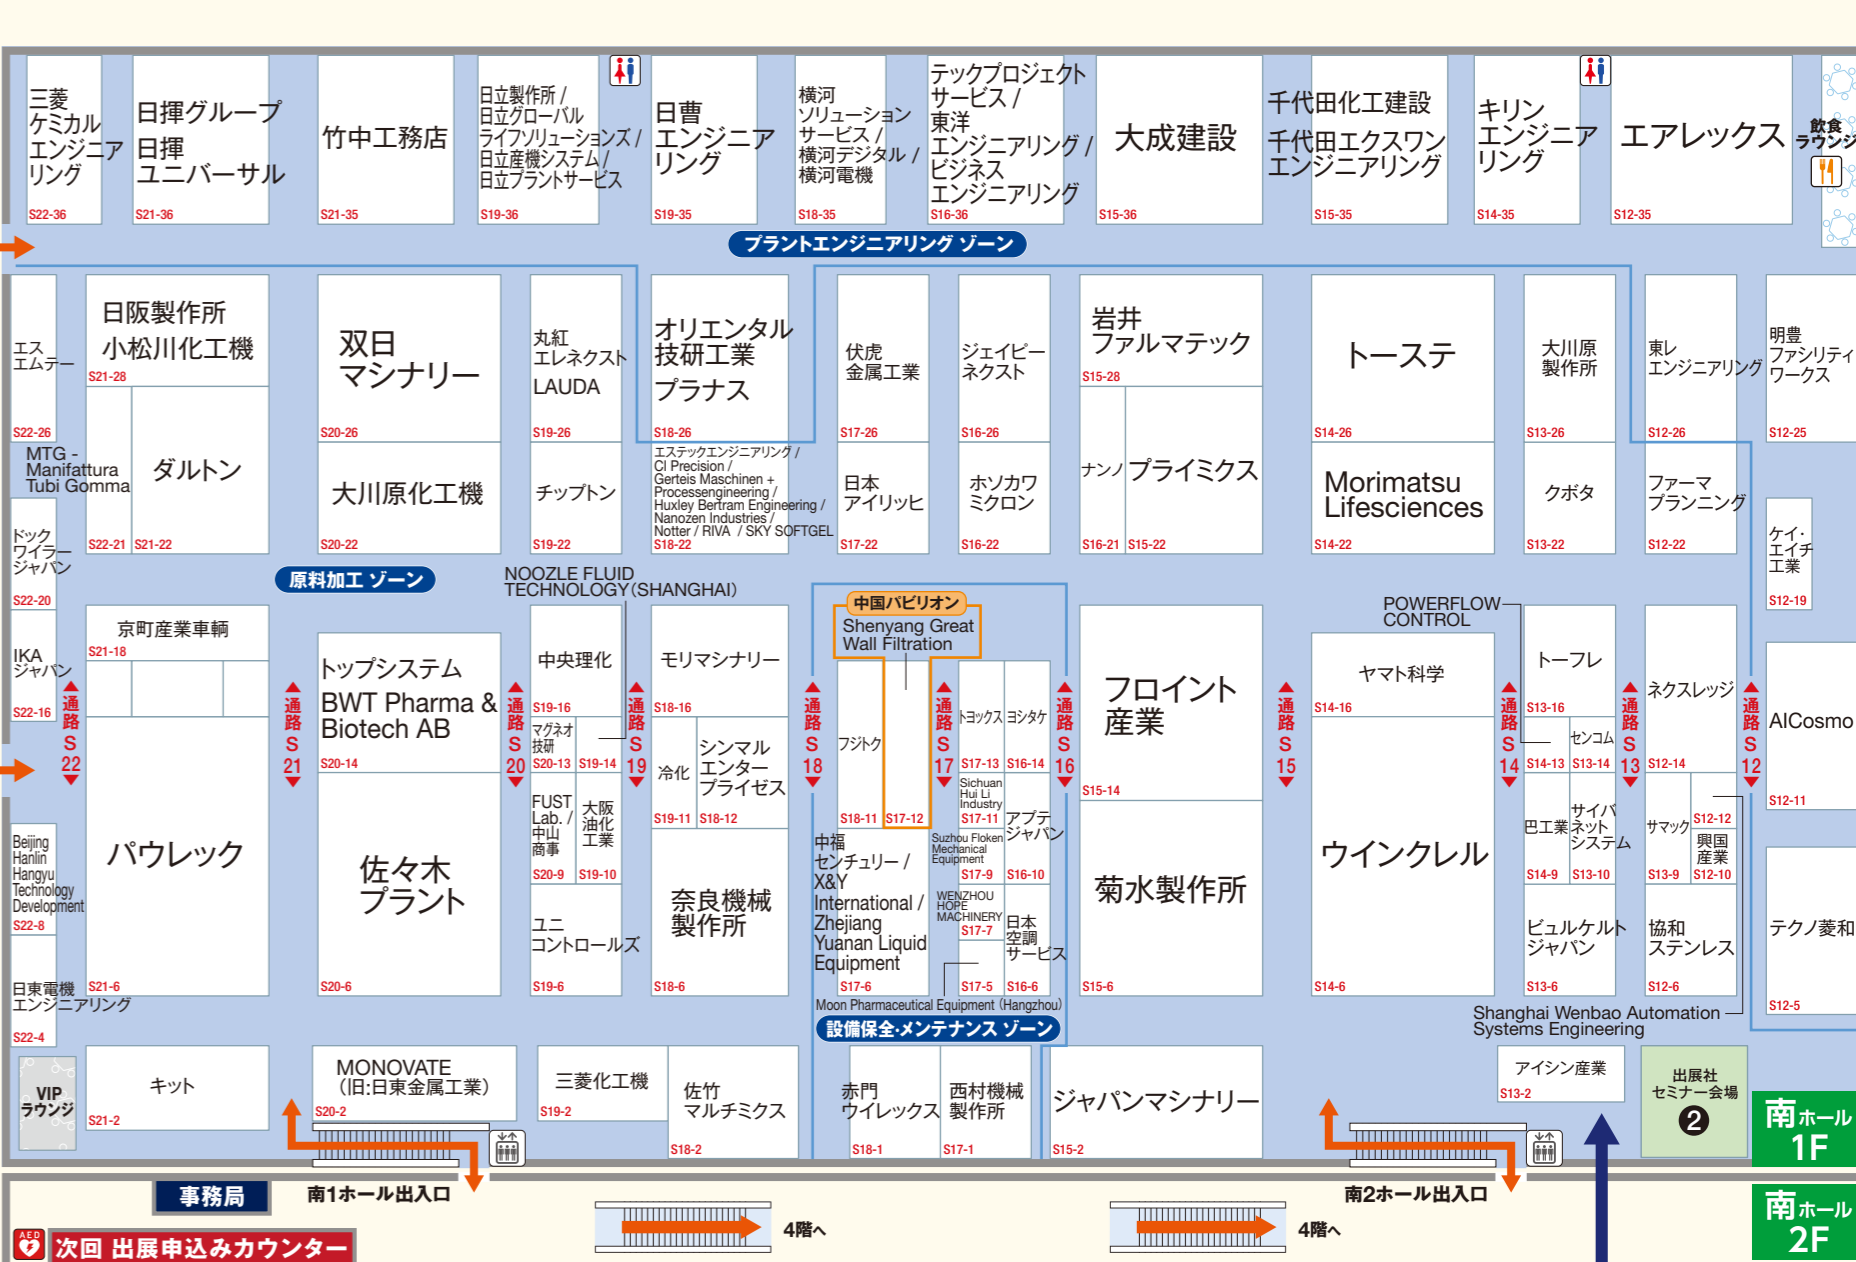 三菱
ケミカル
エンジニア
リング
S22-36
日揮グループ
日揮
ユニバーサル
S21-36
竹中工務店
S21-35
日立製作所 /
日立グローバル
ライフソリューションズ /
日立産機システム /
日立プラントサービス
S19-36
日曹
エンジニア
リング
S19-35
横河
ソリューション
サービス /
横河デジタル /
横河電機
S18-35
テックプロジェクト
サービス /
東洋
エンジニアリング /
ビジネス
エンジニアリング
S16-36
大成建設
S15-36
千代田化工建設
千代田エクスワン
エンジニアリング
S15-35
キリン
エンジニア
リング
S14-35
エアレックス
S12-35
飲食
ラウンジ
プラントエンジニアリング ゾーン
エス
エムテー
S22-26
日阪製作所
小松川化工機
S21-28
双日
マシナリー
S20-26
丸紅
エレネクスト
LAUDA
S19-26
オリエンタル
技研工業
プラナス
S18-26
伏虎
金属工業
S17-26
ジェイピー
ネクスト
S16-26
岩井
ファルマテック
S15-28
トーステ
S14-26
大川原
製作所
S13-26
東レ
エンジニアリング
S12-26
明豊
ファシリティ
ワークス
S12-25
MTG -
Manifattura
Tubi Gomma
S22-21
ダルトン
S21-22
大川原化工機
S20-22
チップトン
S19-22
エステックエンジニアリング /
CI Precision /
Gerteis Maschinen +
Processengineering /
Huxley Bertram Engineering /
Nanozen Industries /
Notter / RIVA / SKY SOFTGEL
S18-22
日本
アイリッヒ
S17-22
ホソカワ
ミクロン
S16-22
ナンノ
S16-21
プライミクス
S15-22
Morimatsu
Lifesciences
S14-22
クボタ
S13-22
ファーマ
プランニング
S12-22
ケイ・
エイチ
工業
S12-19
ドック
ワイラー
ジャパン
S22-20
原料加工 ゾーン
NOOZLE FLUID
TECHNOLOGY(SHANGHAI)
中国パビリオン
Shenyang Great
Wall Filtration
POWERFLOW
CONTROL
IKA
ジャパン
S22-16
京町産業車輌
S21-18
トップシステム
BWT Pharma &
Biotech AB
S20-14
中央理化
S19-16
モリマシナリー
S18-16
フロイント
産業
S15-14
ヤマト科学
S14-16
トーフレ
S13-16
ネクスレッジ
S12-14
AICosmo
S12-11
通路 S 22
通路 S 21
通路 S 20
通路 S 19
通路 S 18
通路 S 17
通路 S 16
通路 S 15
通路 S 14
通路 S 13
通路 S 12
マグネオ
技研
S20-13
S19-14
冷化
S19-11
シンマル
エンター
プライゼス
S18-12
フジトク
S18-11
S17-12
トヨックス
S17-13
ヨシタケ
S16-14
センコム
S14-13
S13-14
Sichuan
Hui Li
Industry
S17-11
アプテ
ジャパン
S16-10
Suzhou Floken
Mechanical
Equipment
S17-9
WENZHOU
HOPE
MACHINERY
S17-7
日本
空調
サービス
S16-6
S17-5
Moon Pharmaceutical Equipment (Hangzhou)
Beijing
Hanlin
Hangyu
Technology
Development
S22-8
パウレック
S21-6
佐々木
プラント
S20-6
FUST
Lab. /
中山
商事
S20-9
大阪
油化
工業
S19-10
ユニ
コントロールズ
S19-6
奈良機械
製作所
S18-6
中福
センチュリー /
X&Y
International /
Zhejiang
Yuanan Liquid
Equipment
S17-6
菊水製作所
S15-6
ウインクレル
S14-6
巴工業
S14-9
サイバ
ネット
システム
S13-10
サマック
S13-9
S12-12
興国
産業
S12-10
ビュルケルト
ジャパン
S13-6
協和
ステンレス
S12-6
テクノ菱和
S12-5
日東電機
エンジニアリング
S22-4
Shanghai Wenbao Automation
Systems Engineering
設備保全・メンテナンス ゾーン
VIP
ラウンジ
キット
S21-2
MONOVATE
(旧:日東金属工業)
S20-2
三菱化工機
S19-2
佐竹
マルチミクス
S18-2
赤門
ウイレックス
S18-1
西村機械
製作所
S17-1
ジャパンマシナリー
S15-2
アイシン産業
S13-2
出展社
セミナー会場
2
南ホール
1F
事務局
南1ホール出入口
南2ホール出入口
AED
次回 出展申込みカウンター
4階へ
4階へ
南ホール
2F